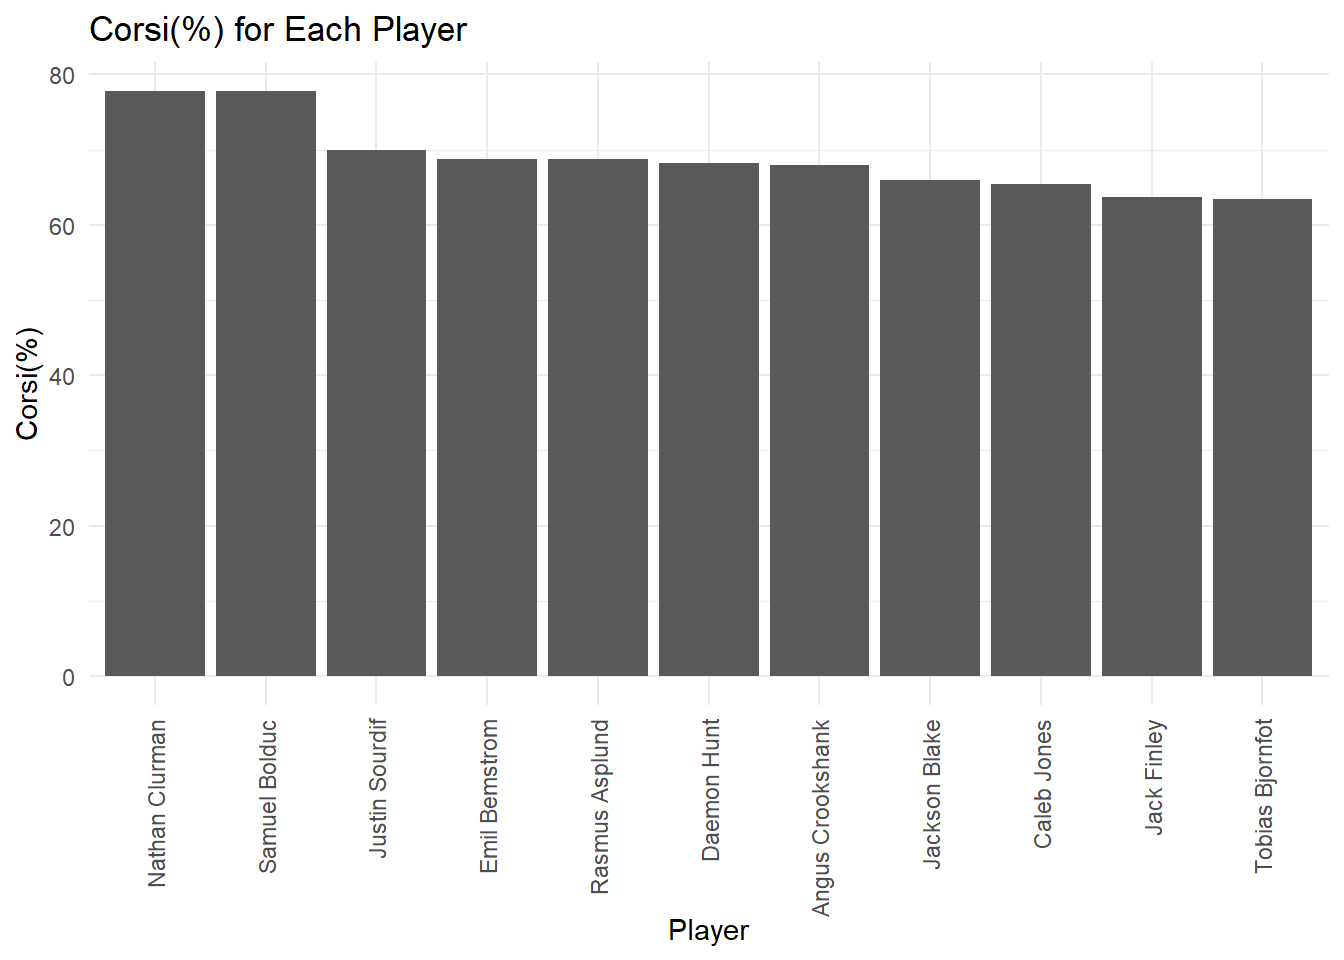 Corsi(%) for Each Player
Corsi(%)
80
60
40
20
0
Nathan Clurman
Samuel Bolduc
Justin Sourdif
Emil Bemstrom
Rasmus Asplund
Daemon Hunt
Angus Crookshank
Jackson Blake
Caleb Jones
Jack Finley
Tobias Bjornfot
Player